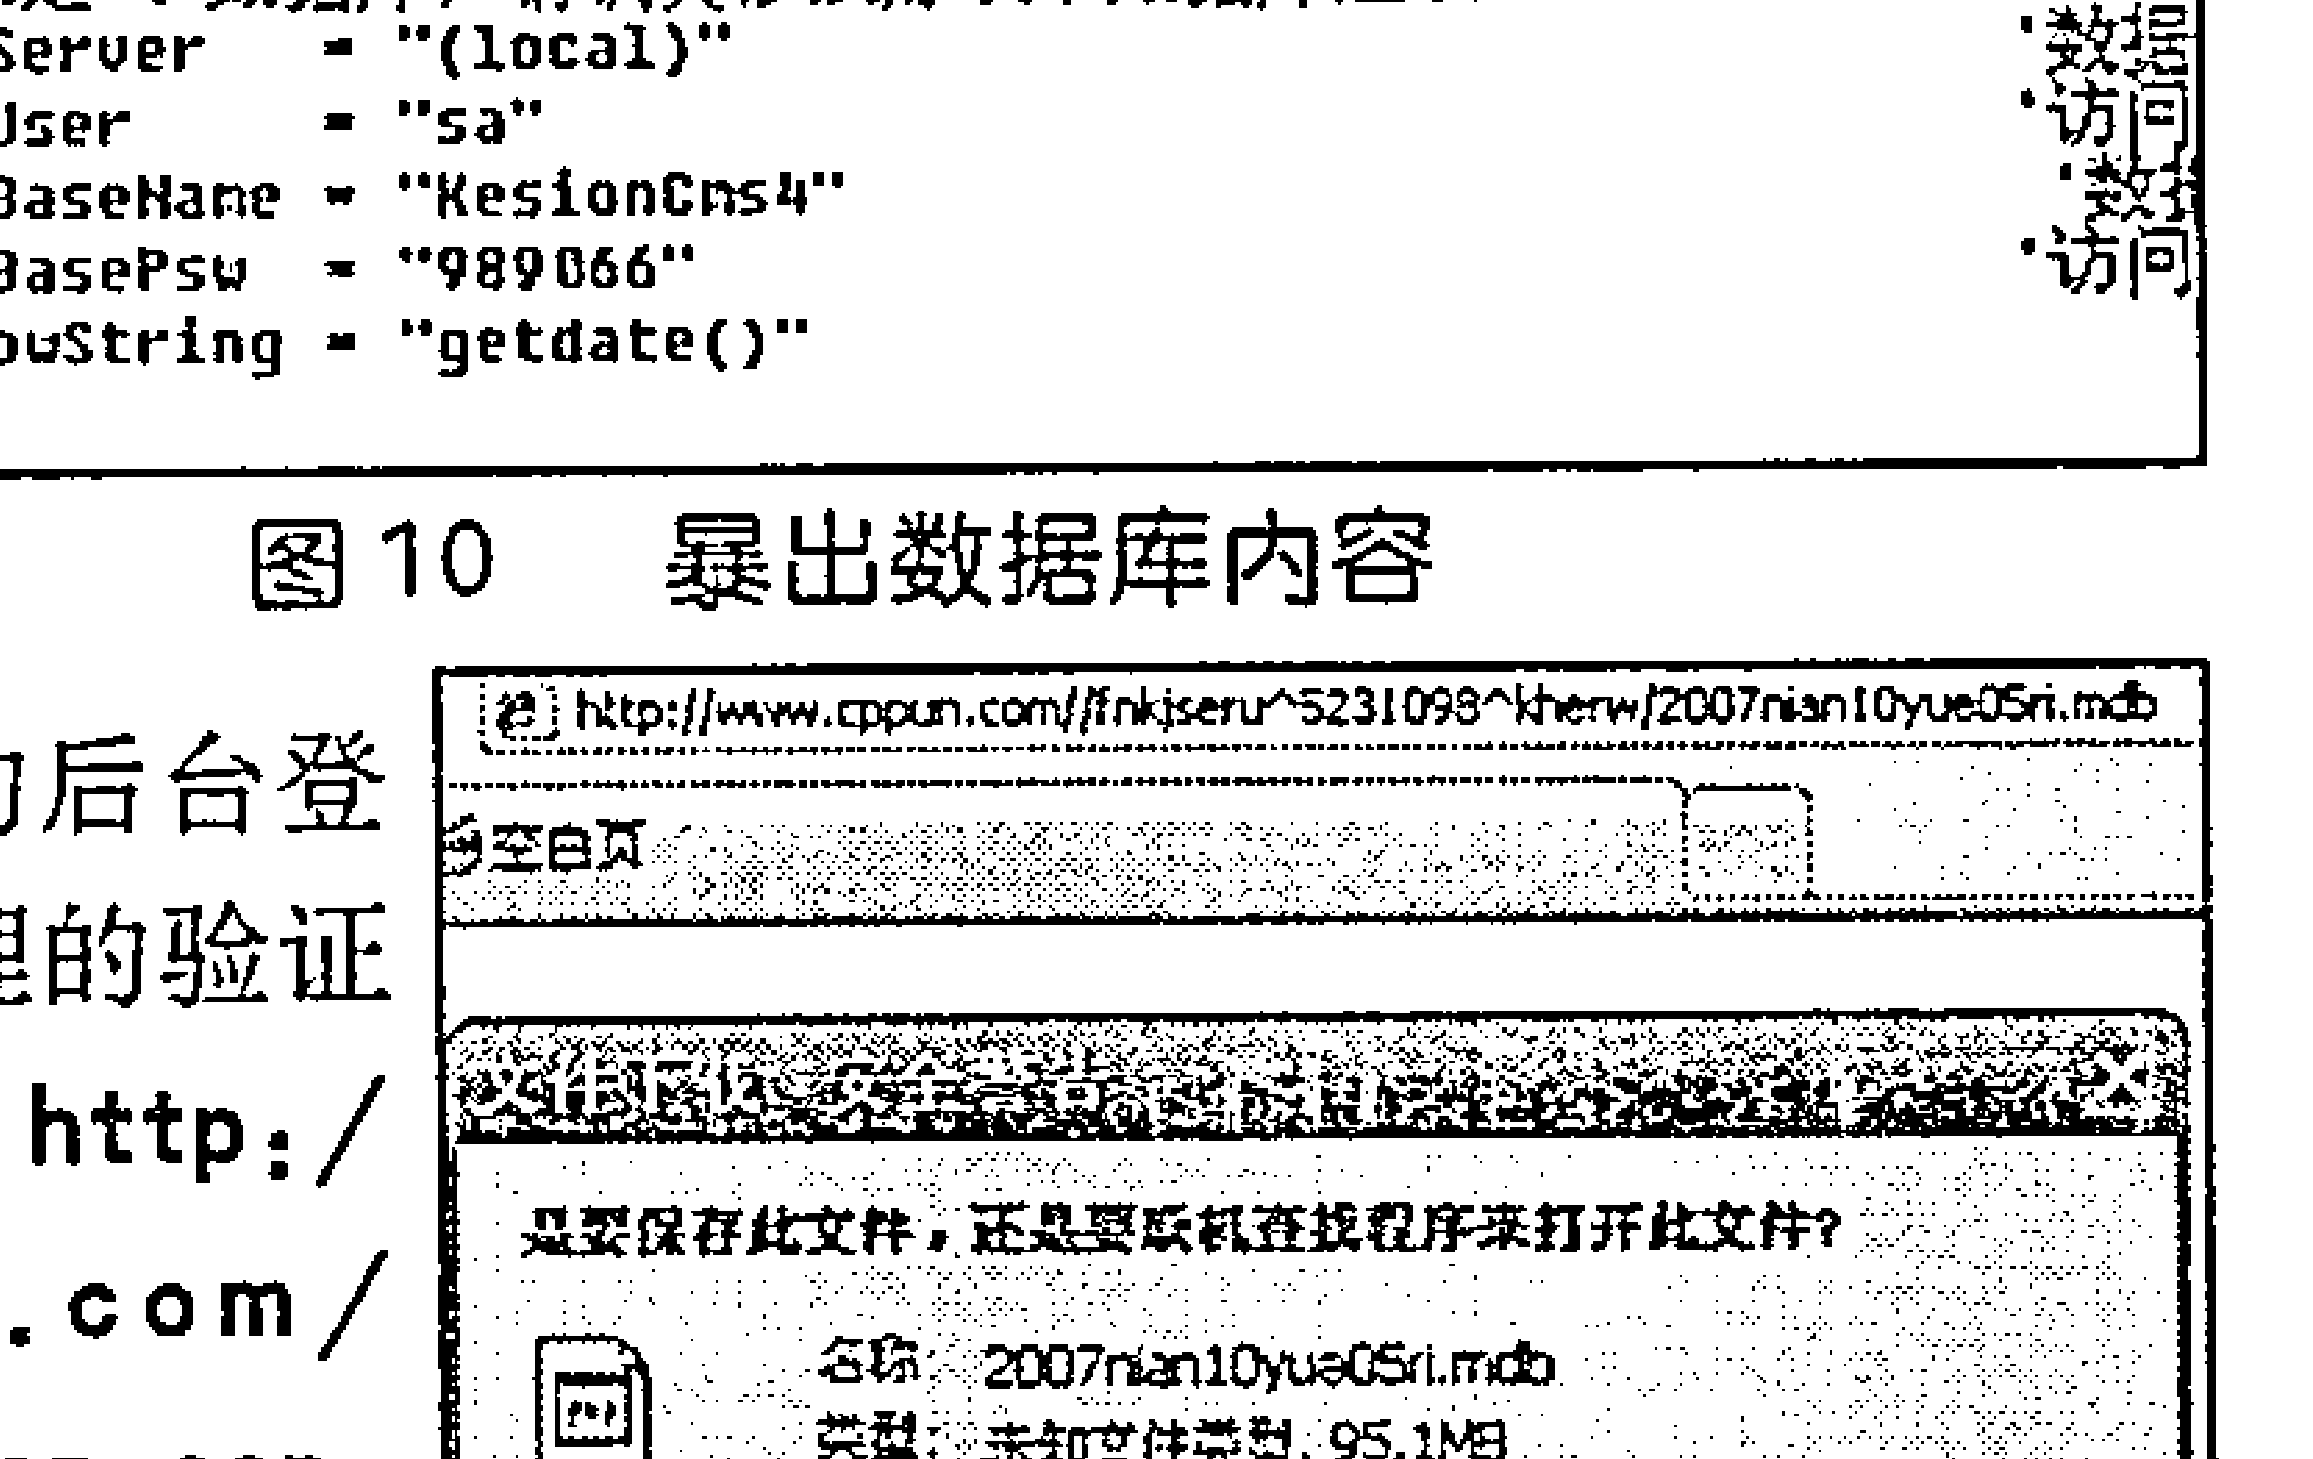 Server = "(local)"
User = "sa"
BaseName = "KesionCms4"
BasePsw = "989066"
owString = "getdate()"
数据
访问
数
访问
图10 暴出数据库内容
http://www.cppun.com//fnkjseru^5231098^kherw/2007nian10yue05ri.mdb
空白页
后台登
里的验证
http:/
.com/
是要保存此文件，还是要联机查找程序来打开此文件?
名称: 2007nian10yue05ri.mdb
类型: 未知文件类型, 95.1MB